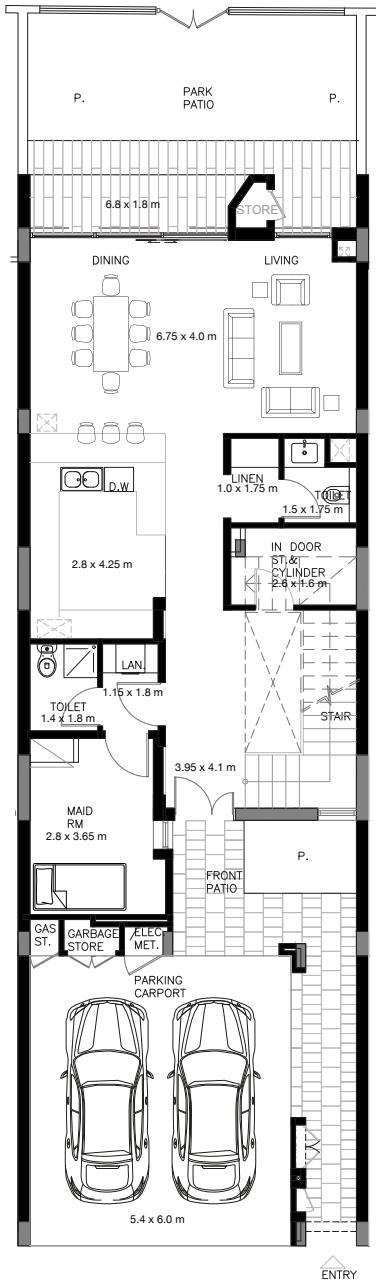 P.
PARK
PATIO
P.
6.8 x 1.8 m
STORE
DINING
LIVING
6.75 x 4.0 m
D.W
LINEN
1.0 x 1.75 m
TOILET
1.5 x 1.75 m
2.8 x 4.25 m
IN DOOR
ST.&
CYLINDER
2.6 x 1.6 m
LAN.
1.15 x 1.8 m
TOILET
1.4 x 1.8 m
STAIR
3.95 x 4.1 m
MAID
RM
2.8 x 3.65 m
P.
FRONT
PATIO
GAS
ST.
GARBAGE
STORE
ELEC.
MET.
PARKING
CARPORT
5.4 x 6.0 m
ENTRY